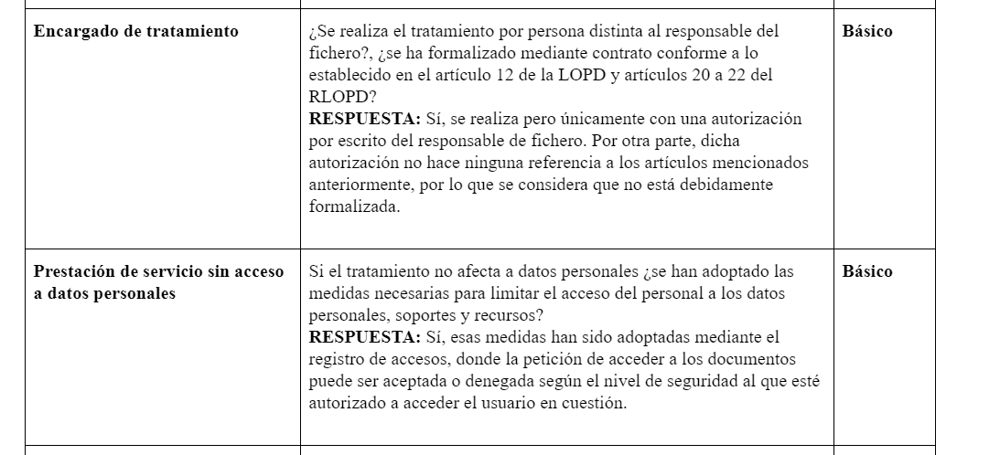 Encargado de tratamiento
¿Se realiza el tratamiento por persona distinta al responsable del
fichero?, ¿se ha formalizado mediante contrato conforme a lo
establecido en el artículo 12 de la LOPD y artículos 20 a 22 del
RLOPD?
RESPUESTA: Sí, se realiza pero únicamente con una autorización
por escrito del responsable de fichero. Por otra parte, dicha
autorización no hace ninguna referencia a los artículos mencionados
anteriormente, por lo que se considera que no está debidamente
formalizada.
Básico
Prestación de servicio sin acceso
a datos personales
Si el tratamiento no afecta a datos personales ¿se han adoptado las
medidas necesarias para limitar el acceso del personal a los datos
personales, soportes y recursos?
RESPUESTA: Sí, esas medidas han sido adoptadas mediante el
registro de accesos, donde la petición de acceder a los documentos
puede ser aceptada o denegada según el nivel de seguridad al que esté
autorizado a acceder el usuario en cuestión.
Básico